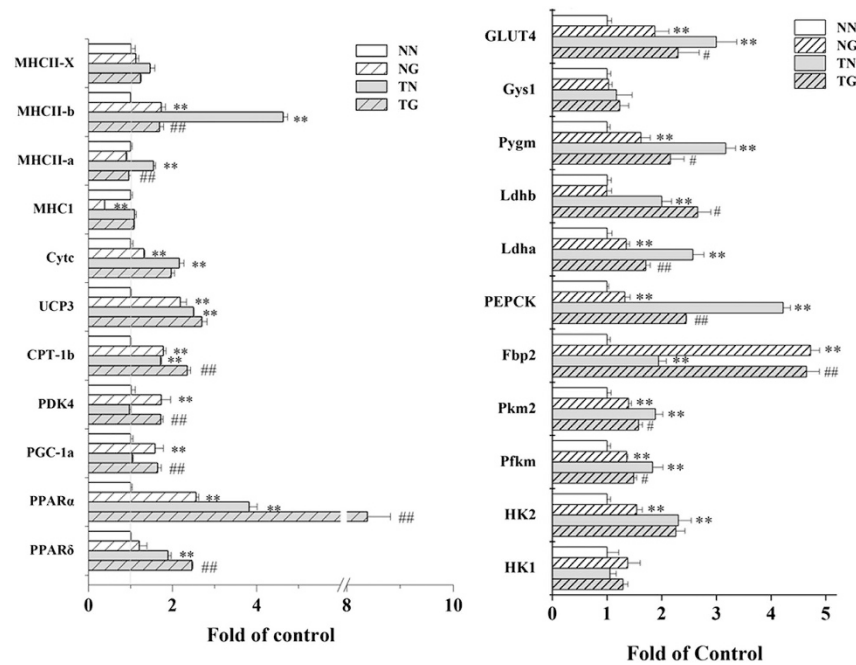 MHCII-X
MHCII-b
MHCII-a
MHC1
Cytc
UCP3
CPT-1b
PDK4
PGC-1a
PPARα
PPARδ
NN
NG
TN
TG
** 
**
##
**
##
**
**
**
**
**
**
**
##
**
##
**
##
**
**
##
**
##
0 2 4 8 10
Fold of control
GLUT4
Gys1
Pygm
Ldhb
Ldha
PEPCK
Fbp2
Pkm2
Pfkm
HK2
HK1
NN
NG
TN
TG
**
**
#
**
**
#
**
#
**
**
##
**
**
##
**
**
##
**
**
#
**
**
#
**
**
0 1 2 3 4 5
Fold of Control